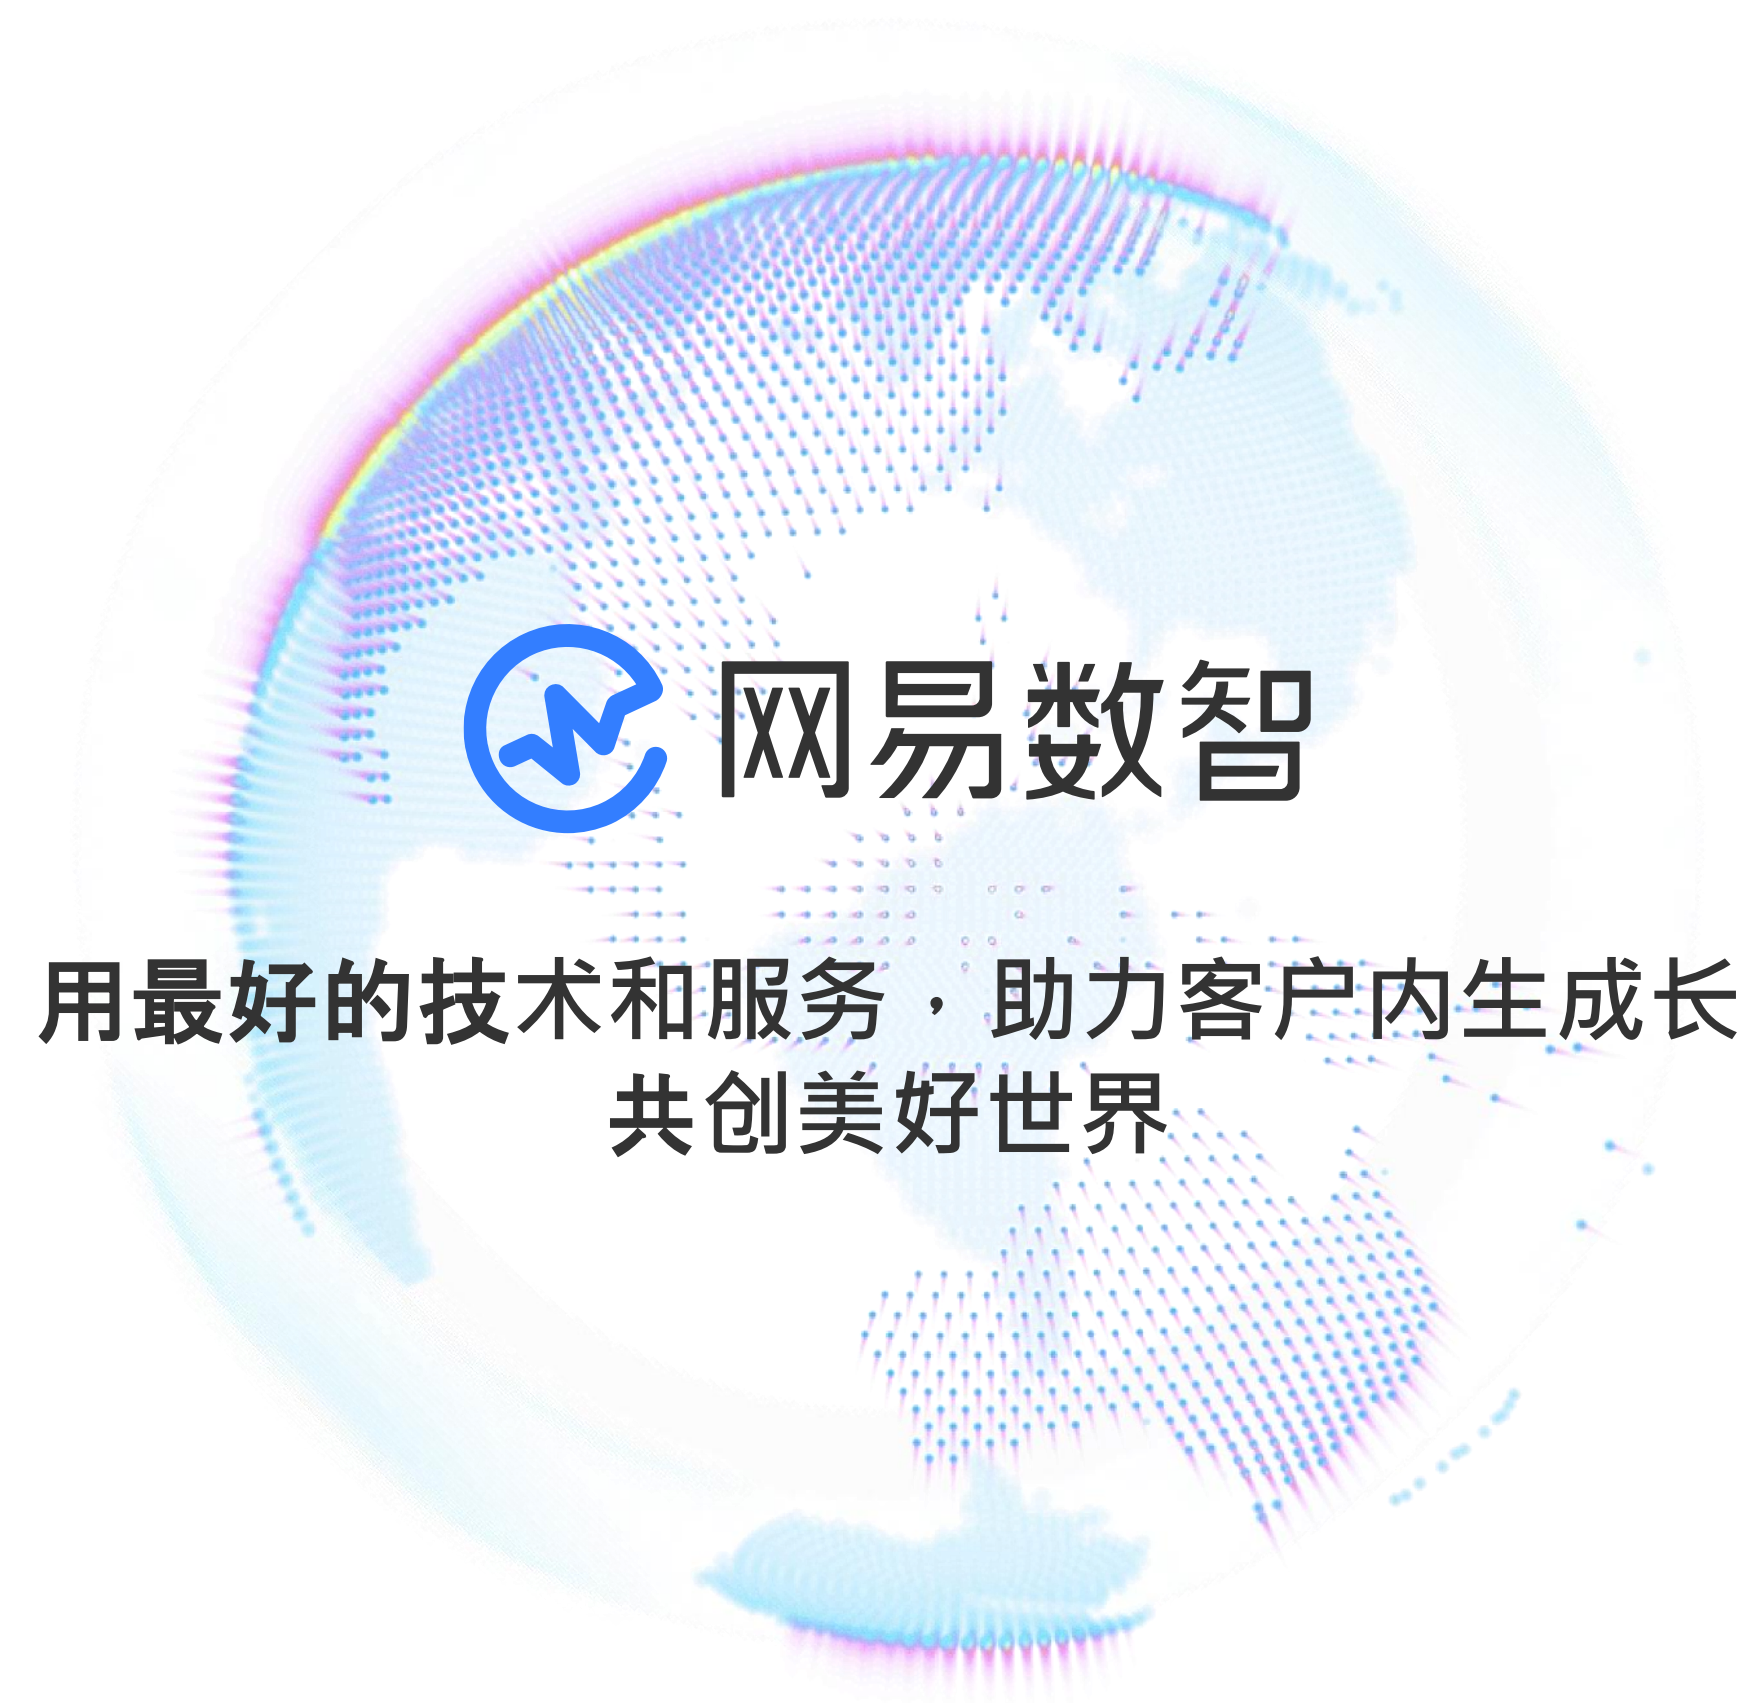 网易数智
用最好的技术和服务，助力客户内生成长
共创美好世界